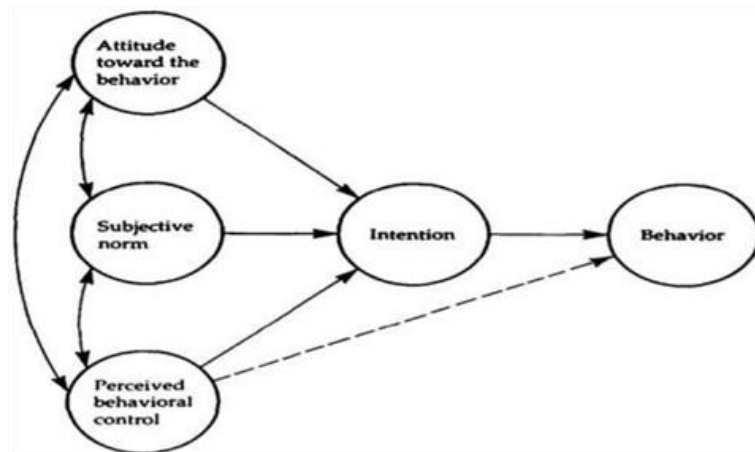 Attitude
toward the
behavior
Subjective
norm
Intention
Behavior
Perceived
behavioral
control